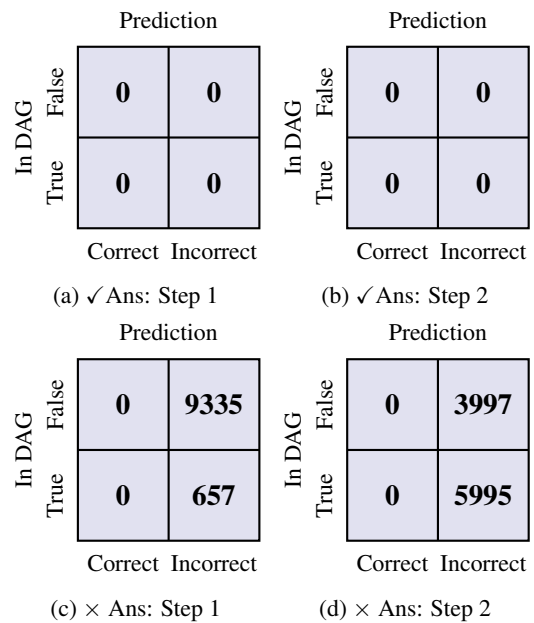 Prediction Prediction
In DAG False 0 0 In DAG False 0 0
True 0 0 True 0 0
Correct Incorrect Correct Incorrect
(a) ✓Ans: Step 1 (b) ✓Ans: Step 2
Prediction Prediction
In DAG False 0 9335 In DAG False 0 3997
True 0 657 True 0 5995
Correct Incorrect Correct Incorrect
(c) × Ans: Step 1 (d) × Ans: Step 2